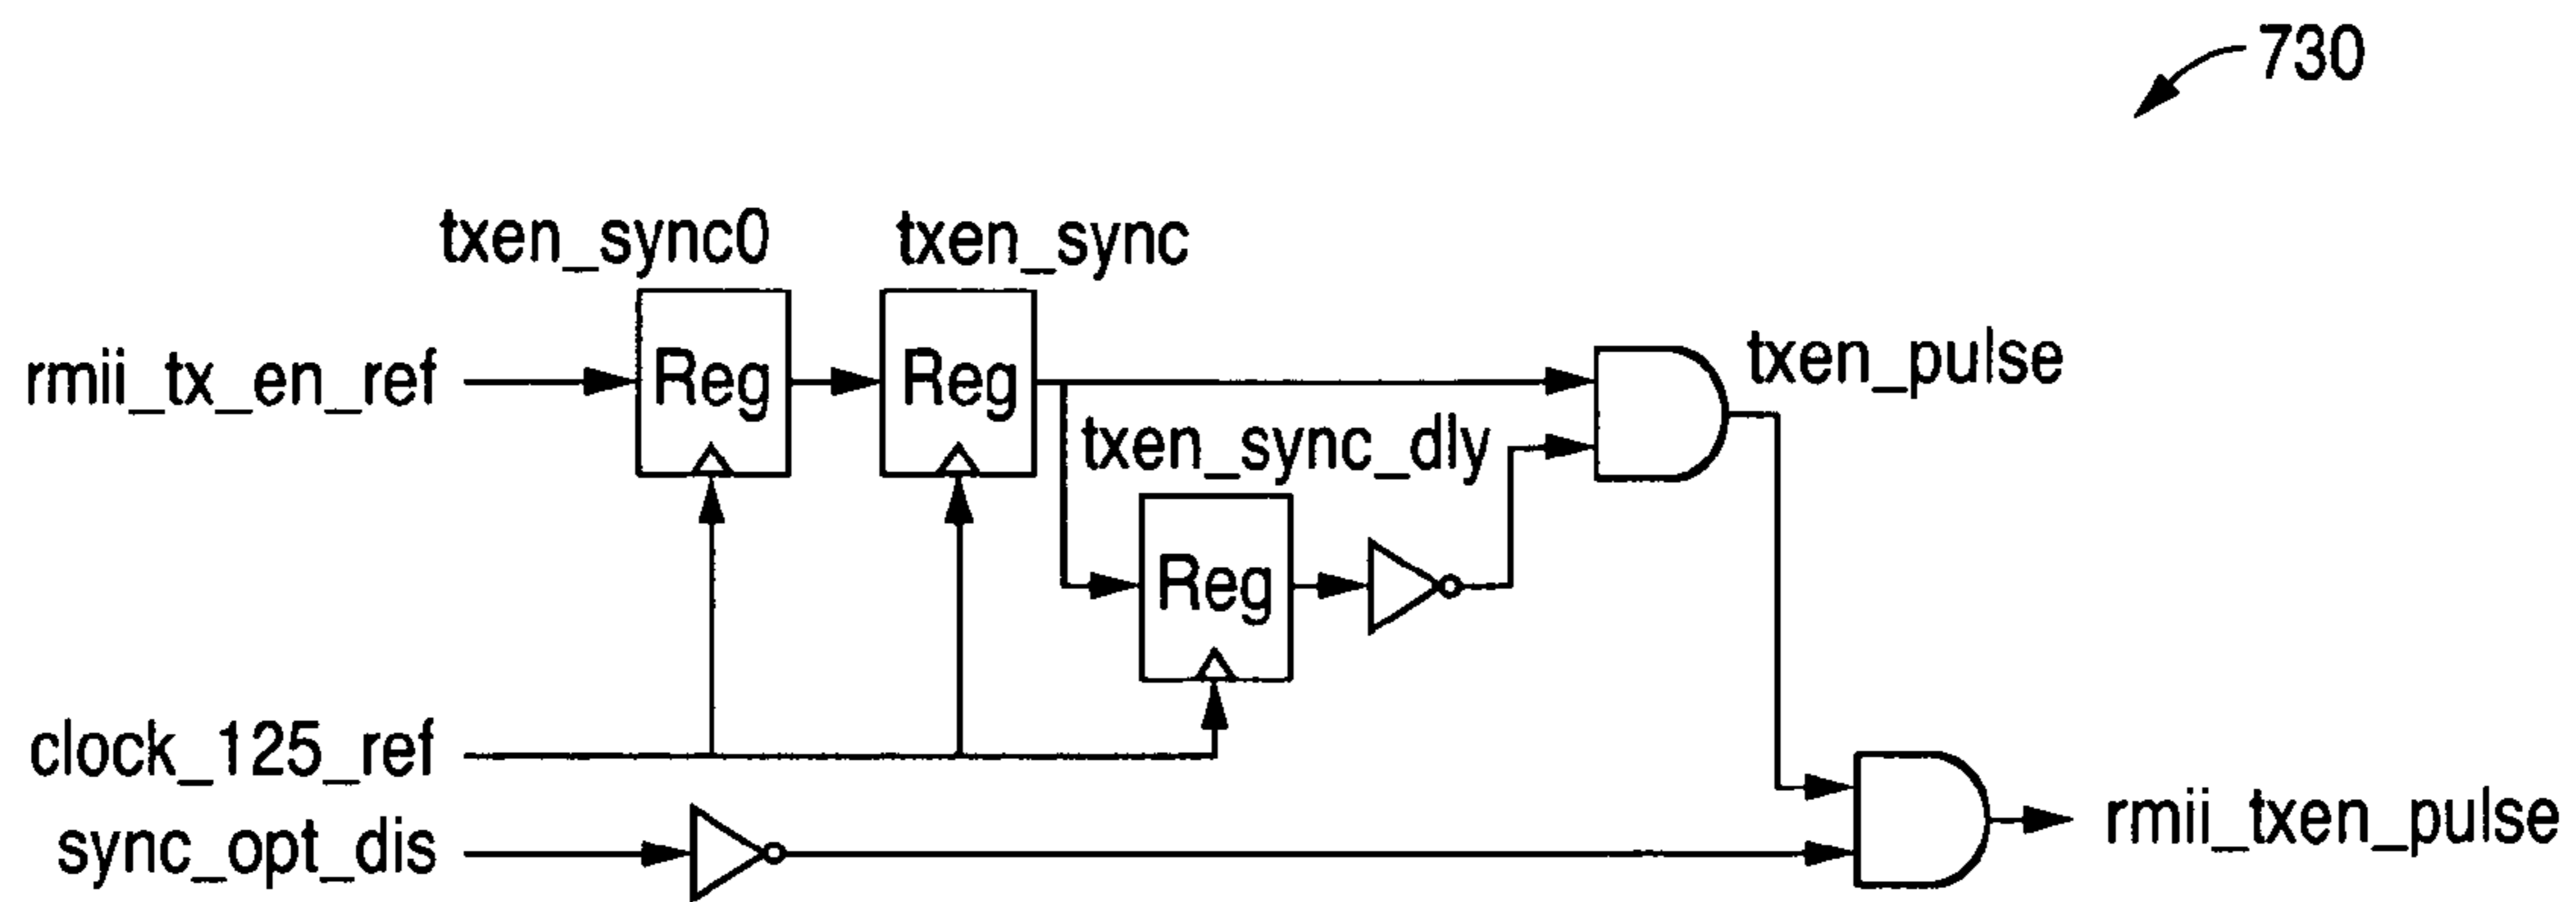 730
txen_sync0
txen_sync
rmii_tx_en_ref
Reg
Reg
txen_pulse
txen_sync_dly
Reg
clock_125_ref
sync_opt_dis
rmii_txen_pulse